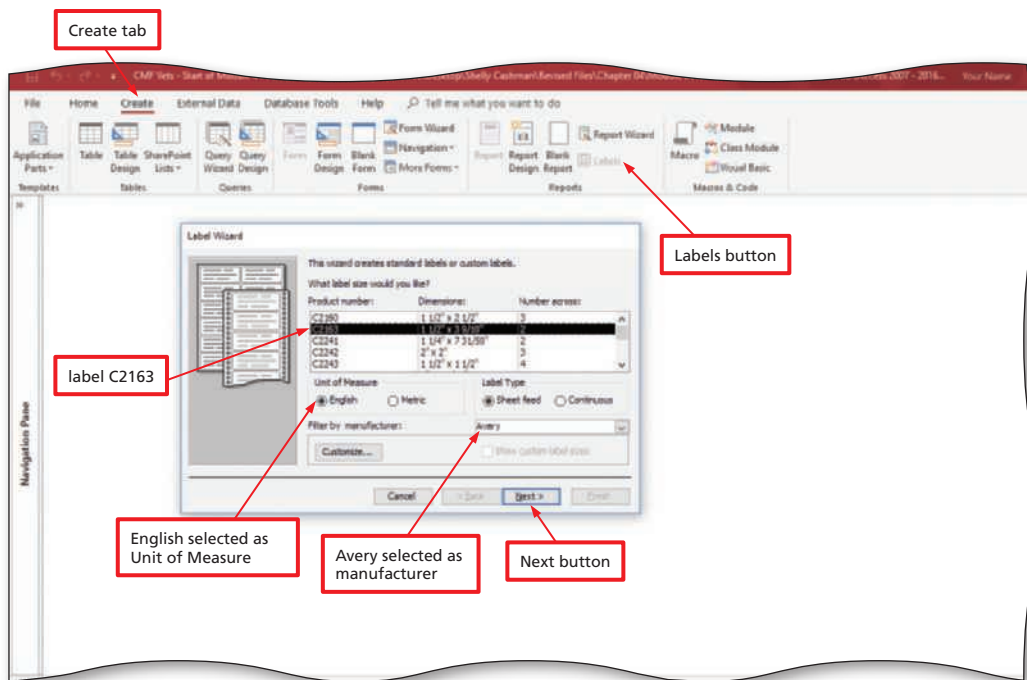 Create tab
CMF Vets - Start of
Shelly Cashman\Revised Files\Chapter 04\
2007 - 2016... Your Name
File Home Create External Data Database Tools Help Tell me what you want to do
Application Parts
Table
Table Design
SharePoint Lists
Query Wizard
Query Design
Form
Form Design
Blank Form
Form Wizard
Navigation
More Forms
Report
Report Design
Blank Report
Report Wizard
Labels
Macro
Module
Class Module
Visual Basic
Templates Tables Queries Forms Reports Macros & Code
Labels button
Label Wizard
This wizard creates standard labels or custom labels.
What label size would you like?
Product number: Dimensions: Number across:
C2160 1 1/2" x 2 1/2" 3
C2163 1 1/2" x 3 9/10" 2
C2241 1 1/4" x 7 31/50" 2
C2242 2" x 2" 3
C2243 1 1/2" x 1 1/2" 4
label C2163
Unit of Measure Label Type
English Metric Sheet feed Continuous
Filter by manufacturer: Avery
Customize... Show custom label sizes
Cancel < Back Next > Finish
Navigation Pane
English selected as
Unit of Measure
Avery selected as
manufacturer
Next button